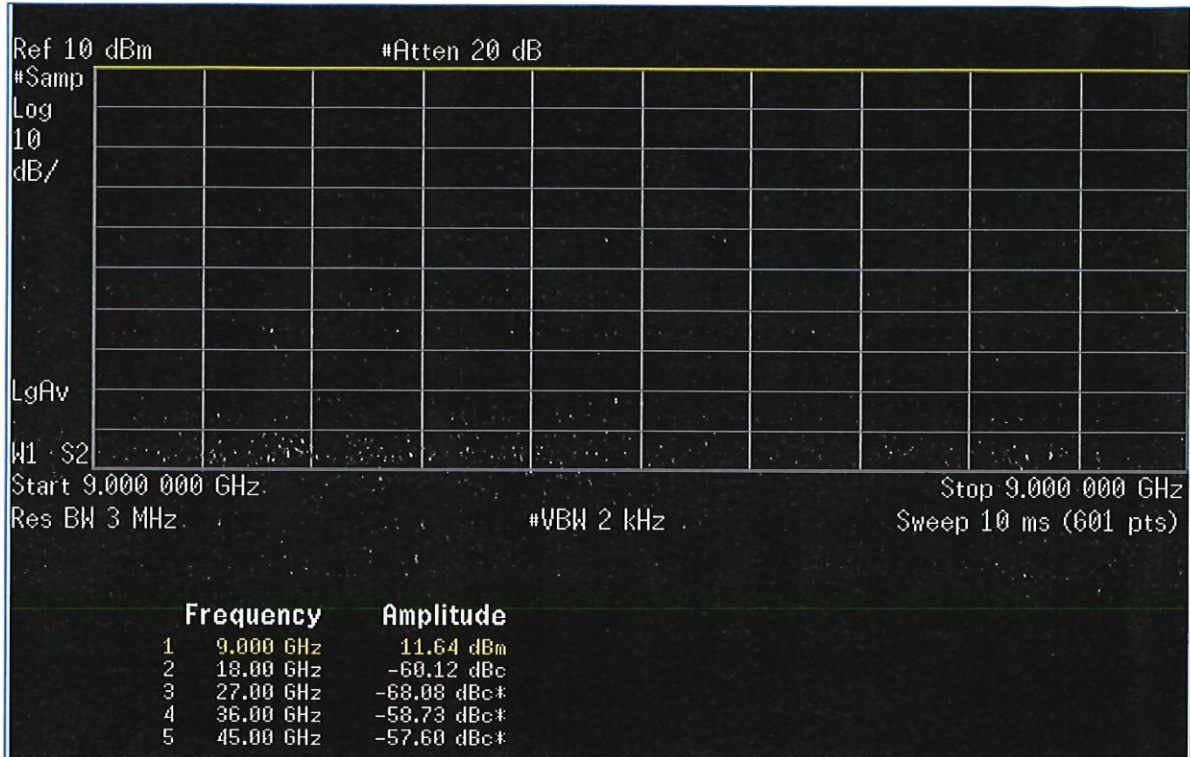 Ref 10 dBm #Atten 20 dB
#Samp
Log
10
dB/
LgAv
W1 S2
Start 9.000 000 GHz Stop 9.000 000 GHz
Res BW 3 MHz #VBW 2 kHz Sweep 10 ms (601 pts)
Frequency Amplitude
1 9.000 GHz 11.64 dBm
2 18.00 GHz -60.12 dBc
3 27.00 GHz -68.08 dBc*
4 36.00 GHz -58.73 dBc*
5 45.00 GHz -57.60 dBc*